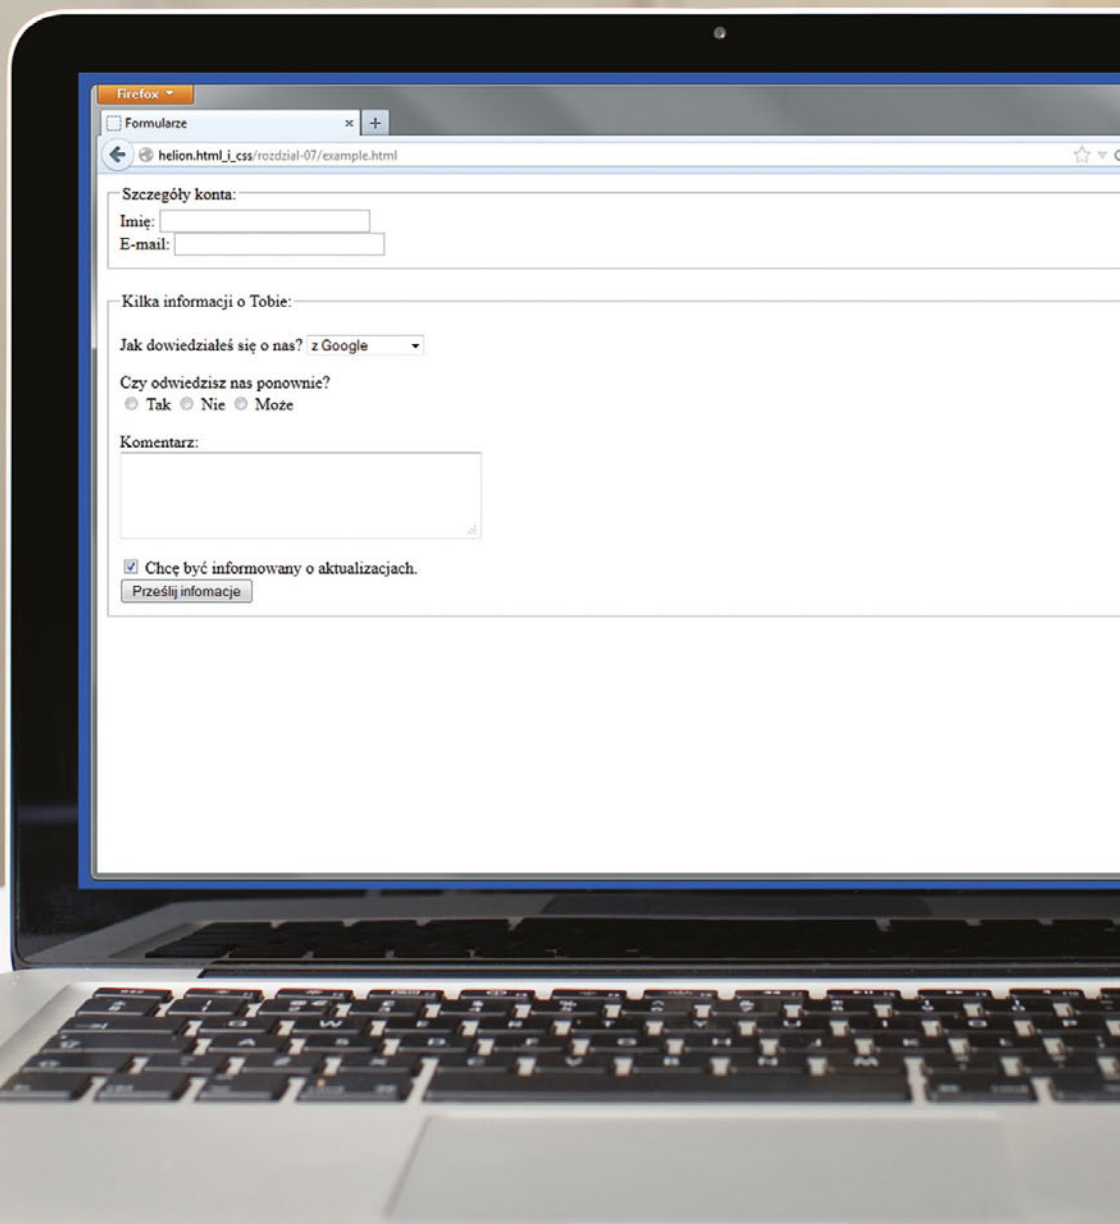 Firefox
Formularze
helion.html_i_css/rozdzial-07/example.html
Szczegóły konta:
Imię:
E-mail:
Kilka informacji o Tobie:
Jak dowiedziałeś się o nas? z Google
Czy odwiedzisz nas ponownie?
Tak Nie Może
Komentarz:
Chcę być informowany o aktualizacjach.
Prześlij infomacje